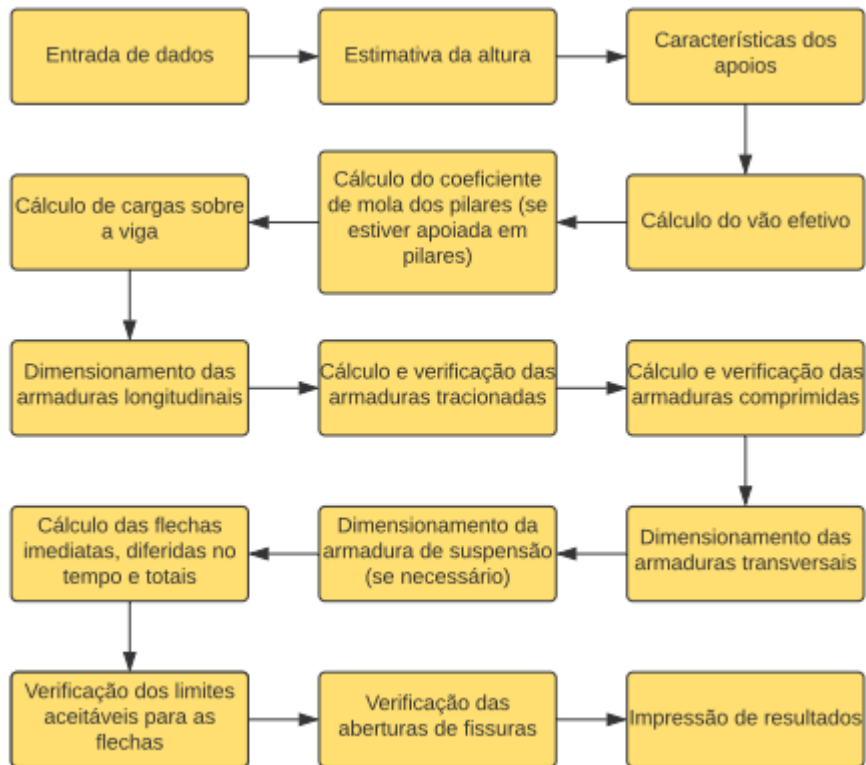 Entrada de dados
Estimativa da altura
Características dos
apoios
Cálculo do vão efetivo
Cálculo do coeficiente
de mola dos pilares (se
estiver apoiada em
pilares)
Cálculo de cargas sobre
a viga
Dimensionamento das
armaduras longitudinais
Cálculo e verificação das
armaduras tracionadas
Cálculo e verificação das
armaduras comprimidas
Dimensionamento das
armaduras transversais
Dimensionamento da
armadura de suspensão
(se necessário)
Cálculo das flechas
imediatas, diferidas no
tempo e totais
Verificação dos limites
aceitáveis para as
flechas
Verificação das
aberturas de fissuras
Impressão de resultados